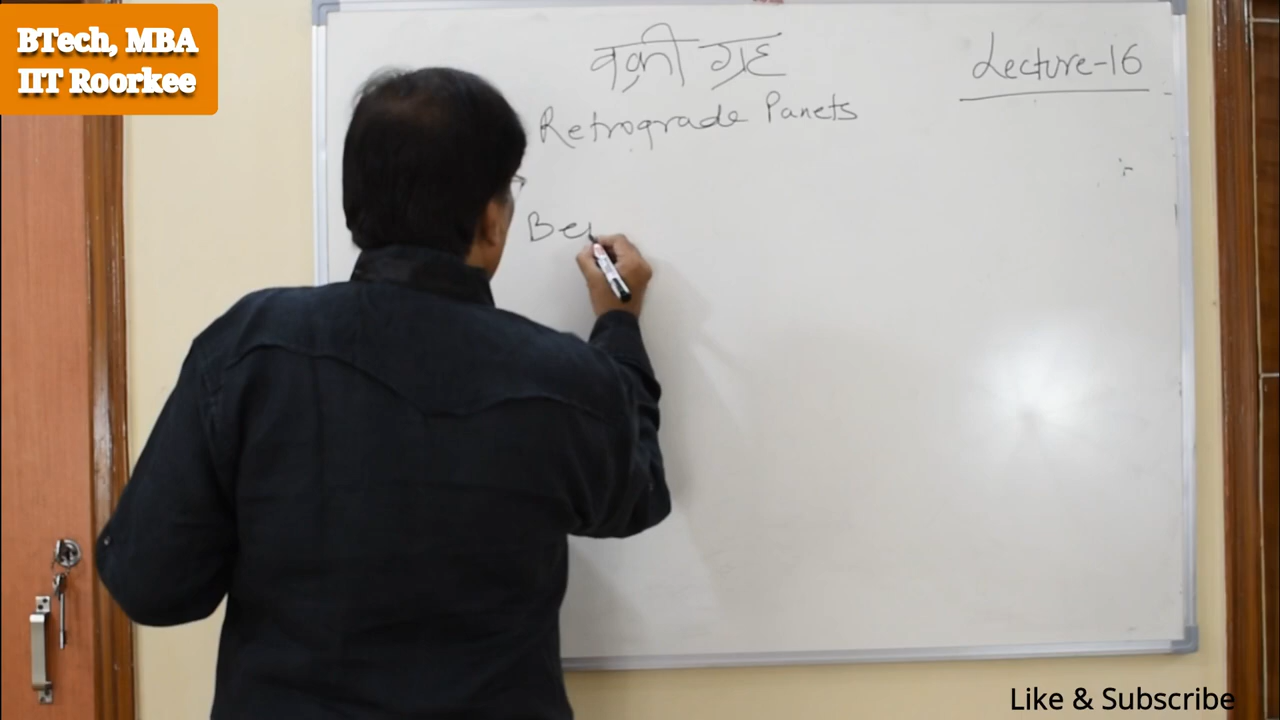 BTech, MBA
IIT Roorkee
वक्री ग्रह
Lecture-16
Retrograde Panets
Be
Like & Subscribe